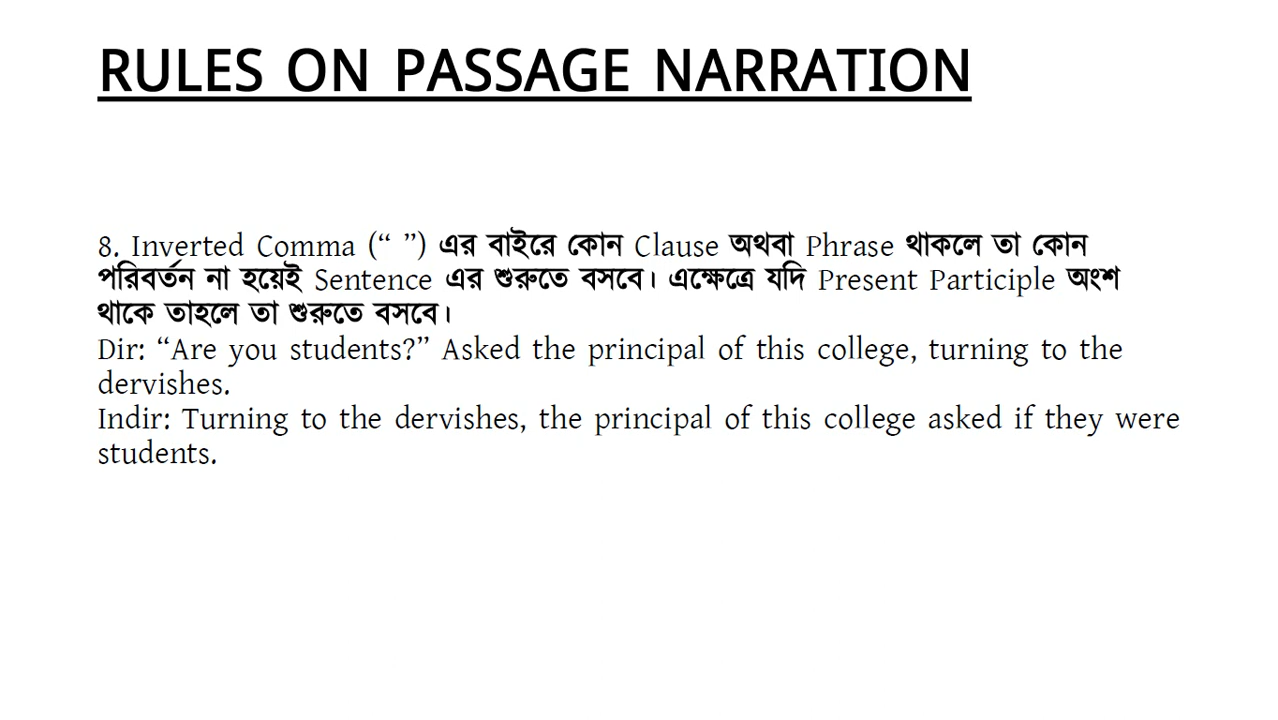 RULES ON PASSAGE NARRATION
8. Inverted Comma (“ ”) এর বাইরে কোন Clause অথবা Phrase থাকলে তা কোন
পরিবর্তন না হয়েই Sentence এর শুরুতে বসবে। এক্ষেত্রে যদি Present Participle অংশ
থাকে তাহলে তা শুরুতে বসবে।
Dir: “Are you students?” Asked the principal of this college, turning to the
dervishes.
Indir: Turning to the dervishes, the principal of this college asked if they were
students.